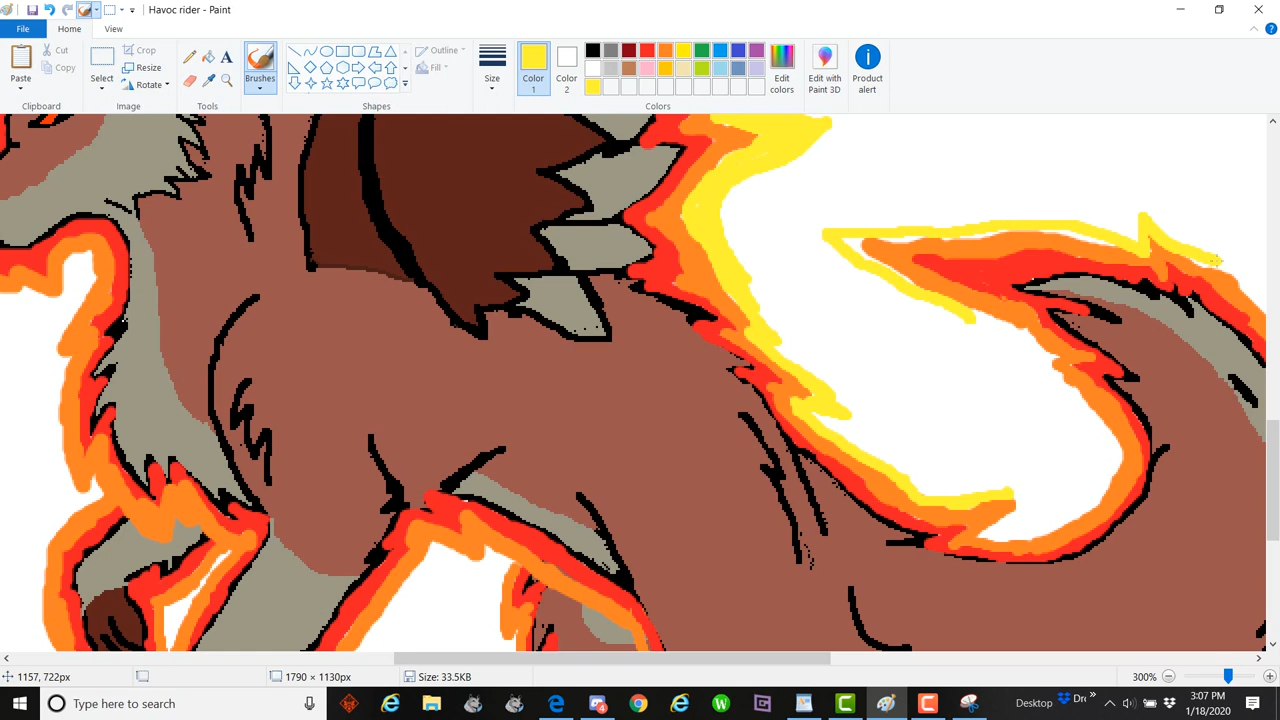 Havoc rider - Paint
File
Home
View
Paste
Cut
Copy
Clipboard
Select
Crop
Resize
Rotate
Image
A
Tools
Brushes
Outline
Fill
Shapes
Size
Color 1
Color 2
Edit colors
Colors
Edit with Paint 3D
Product alert
1157, 722px
1790 × 1130px
Size: 33.5KB
300%
Type here to search
Desktop
Dr
3:07 PM
1/18/2020